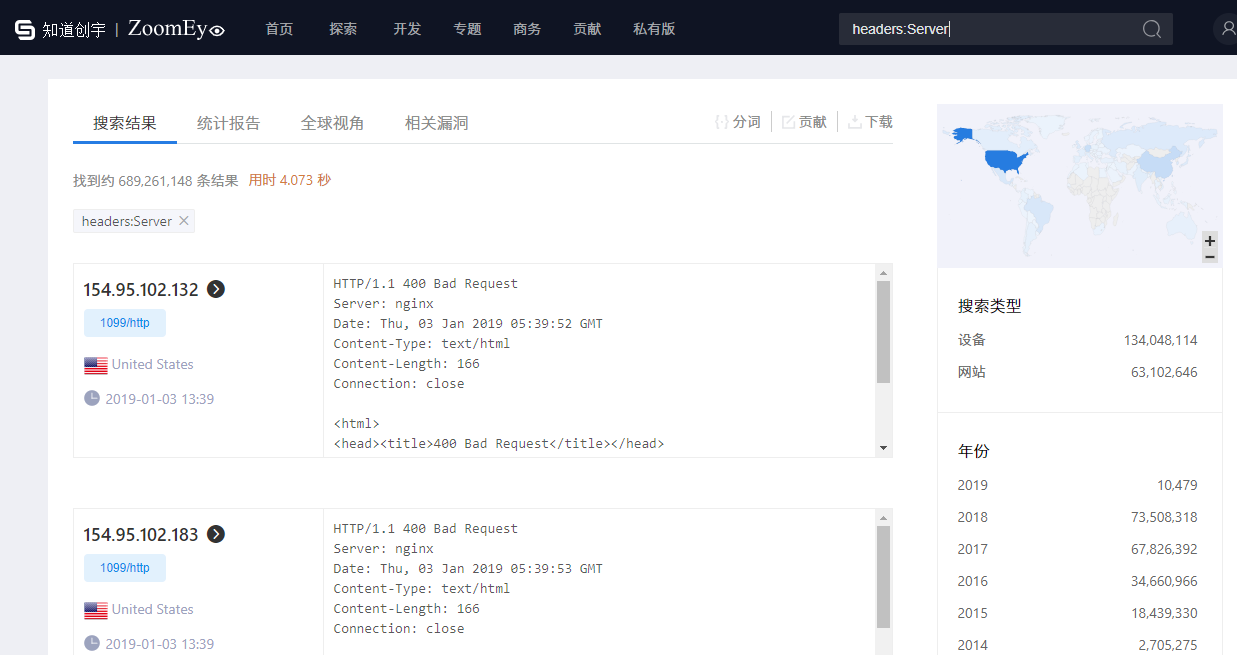 知道创宇 | ZoomEye 首页 探索 开发 专题 商务 贡献 私有版 headers:Server
搜索结果 统计报告 全球视角 相关漏洞 分词 贡献 下载
找到约 689,261,148 条结果 用时 4.073 秒
headers:Server
154.95.102.132
1099/http
United States
2019-01-03 13:39
HTTP/1.1 400 Bad Request
Server: nginx
Date: Thu, 03 Jan 2019 05:39:52 GMT
Content-Type: text/html
Content-Length: 166
Connection: close
<html>
<head><title>400 Bad Request</title></head>
154.95.102.183
1099/http
United States
2019-01-03 13:39
HTTP/1.1 400 Bad Request
Server: nginx
Date: Thu, 03 Jan 2019 05:39:53 GMT
Content-Type: text/html
Content-Length: 166
Connection: close
+
−
搜索类型
设备 134,048,114
网站 63,102,646
年份
2019 10,479
2018 73,508,318
2017 67,826,392
2016 34,660,966
2015 18,439,330
2014 2,705,275